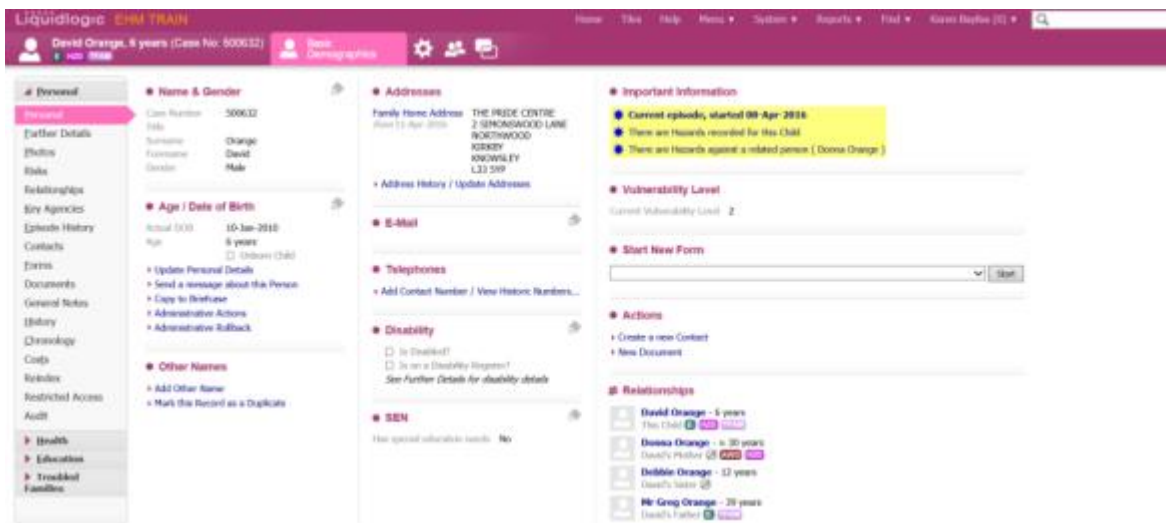 Liquidlogic EHM TRAIN
Home Tiles Help Menu System Reports Find
David Orange, 6 years (Case No: 500632)
Basic Demographics
Personal
Personal
Further Details
Photos
Risks
Relationships
Key Agencies
Episode History
Contacts
Forms
Documents
General Notes
History
Chronology
Costs
Reindex
Restricted Access
Audit
Health
Education
Troubled Families
Name & Gender
Case Number 500632
Title
Surname Orange
Forename David
Gender Male
Age / Date of Birth
Actual DOB 10-Jan-2010
Age 6 years
Unborn Child
Update Personal Details
Send a message about this Person
Copy to Briefcase
Administrative Actions
Administrative Rollback
Other Names
Add Other Name
Mark this Record as a Duplicate
Addresses
Family Home Address THE PRIDE CENTRE
2 SIMONSWOOD LANE
NORTHWOOD
KIRKBY
KNOWSLEY
Address History / Update Addresses
E-Mail
Telephones
Add Contact Number / View Historic Numbers...
Disability
Is Disabled?
Is on a Disability Register?
See Further Details for disability details
SEN
Has special education needs No
Important Information
Current episode, started 08-Apr-2016
There are Hazards recorded for this Child
There are Hazards against a related person ( Donna Orange )
Vulnerability Level
Current Vulnerability Level 2
Start New Form
Start
Actions
Create a new Contact
New Document
Relationships
David Orange - 6 years
This Child
Donna Orange - ≈ 30 years
David's Mother
Debbie Orange - 12 years
David's Sister
Mr Greg Orange - 39 years
David's Father